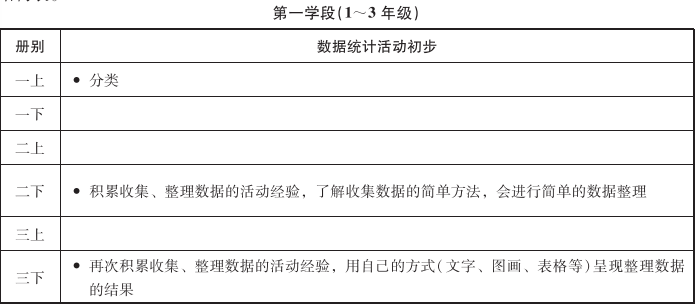 第一学段(1～3 年级)
册别 数据统计活动初步
一上 • 分类
一下
二上
二下 • 积累收集、整理数据的活动经验，了解收集数据的简单方法，会进行简单的数据整理
三上
三下 • 再次积累收集、整理数据的活动经验，用自己的方式(文字、图画、表格等)呈现整理数据
的结果